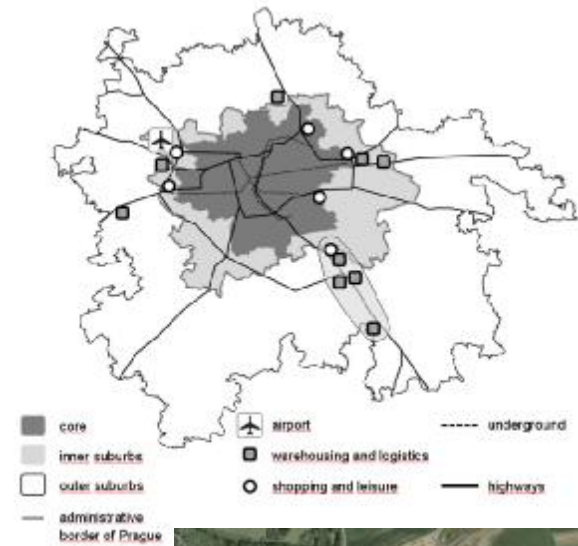 core
inner suburbs
outer suburbs
administrative
border of Prague
airport
warehousing and logistics
shopping and leisure
underground
highways